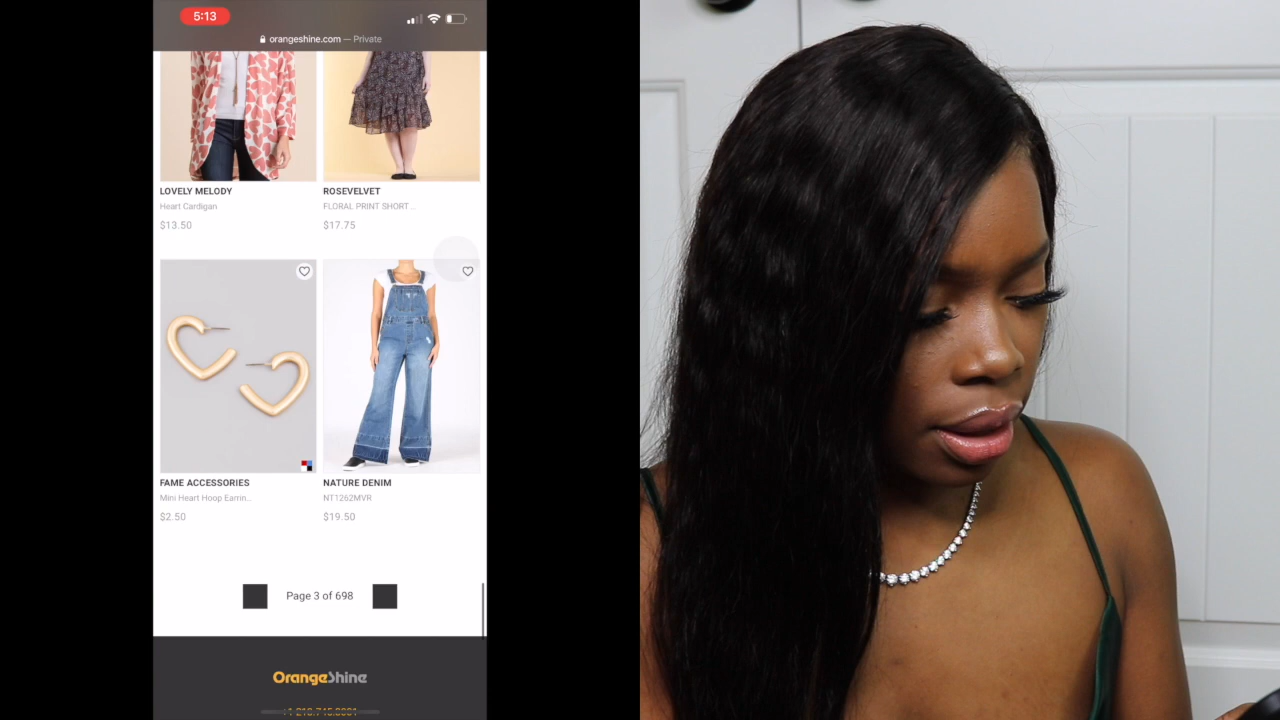 5:13
orangeshine.com — Private
LOVELY MELODY
Heart Cardigan
$13.50
ROSEVELVET
FLORAL PRINT SHORT...
$17.75
FAME ACCESSORIES
Mini Heart Hoop Earrin...
$2.50
NATURE DENIM
NT1262MVR
$19.50
Page 3 of 698
OrangeShine